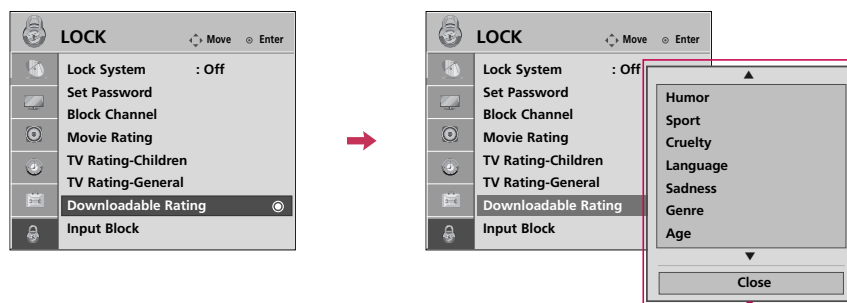 LOCK
Move Enter
Lock System : Off
Set Password
Block Channel
Movie Rating
TV Rating-Children
TV Rating-General
Downloadable Rating
Input Block
LOCK
Move Enter
Lock System : Off
Set Password
Block Channel
Movie Rating
TV Rating-Children
TV Rating-General
Downloadable Rating
Input Block
Humor
Sport
Cruelty
Language
Sadness
Genre
Age
Close